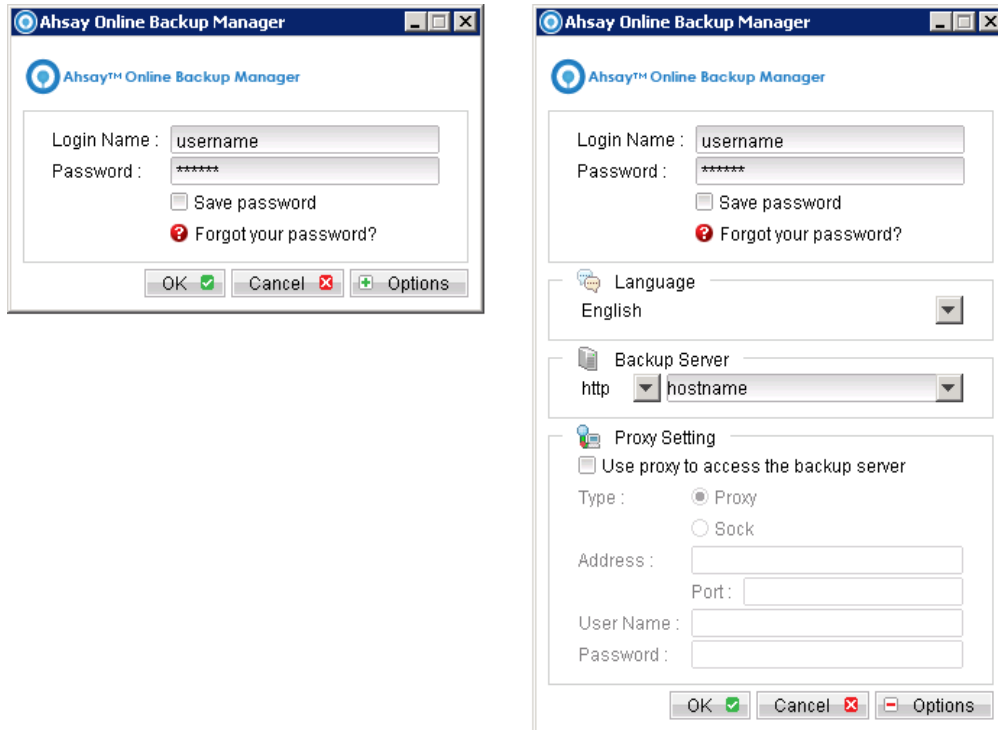 Ahsay Online Backup Manager
Ahsay™ Online Backup Manager
Login Name : username
Password : ******
Save password
Forgot your password?
OK Cancel Options
Ahsay Online Backup Manager
Ahsay™ Online Backup Manager
Login Name : username
Password : ******
Save password
Forgot your password?
Language
English
Backup Server
http hostname
Proxy Setting
Use proxy to access the backup server
Type : Proxy
Sock
Address :
Port :
User Name :
Password :
OK Cancel Options